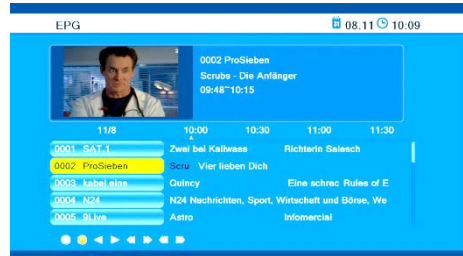 EPG 08.11 10:09
0002 ProSieben
Scrubs - Die Anfänger
09:48~10:15
11/8 10:00 10:30 11:00 11:30
0001 SAT.1 Zwei bei Kallwass Richterin Salesch
0002 ProSieben Scru Vier lieben Dich
0003 kabel eins Quincy Eine schrec Rules of E
0004 N24 N24 Nachrichten, Sport, Wirtschaft und Börse, We
0005 9Live Astro Infomercial